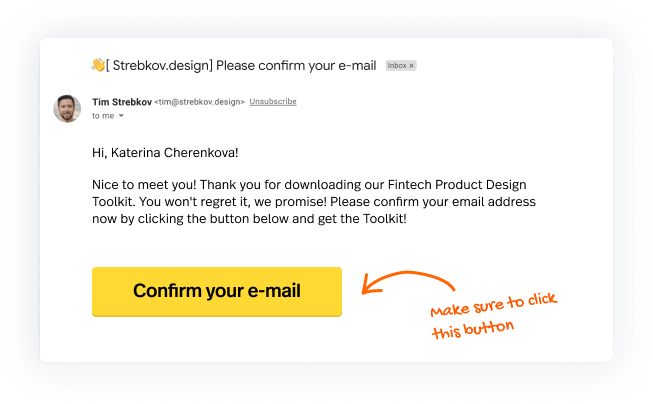 👋[ Strebkov.design] Please confirm your e-mail Inbox ×
Tim Strebkov <tim@strebkov.design> Unsubscribe
to me
Hi, Katerina Cherenkova!
Nice to meet you! Thank you for downloading our Fintech Product Design
Toolkit. You won't regret it, we promise! Please confirm your email address
now by clicking the button below and get the Toolkit!
Confirm your e-mail
Make sure to click
this button